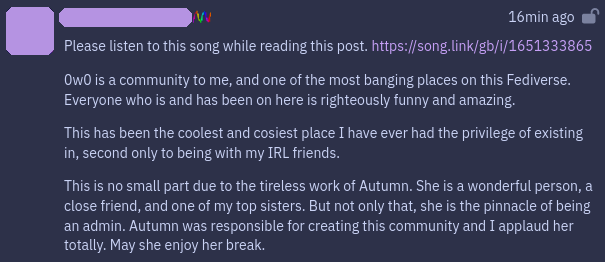 16min ago
Please listen to this song while reading this post. https://song.link/gb/i/1651333865
0w0 is a community to me, and one of the most banging places on this Fediverse.
Everyone who is and has been on here is righteously funny and amazing.
This has been the coolest and cosiest place I have ever had the privilege of existing
in, second only to being with my IRL friends.
This is no small part due to the tireless work of Autumn. She is a wonderful person, a
close friend, and one of my top sisters. But not only that, she is the pinnacle of being
an admin. Autumn was responsible for creating this community and I applaud her
totally. May she enjoy her break.